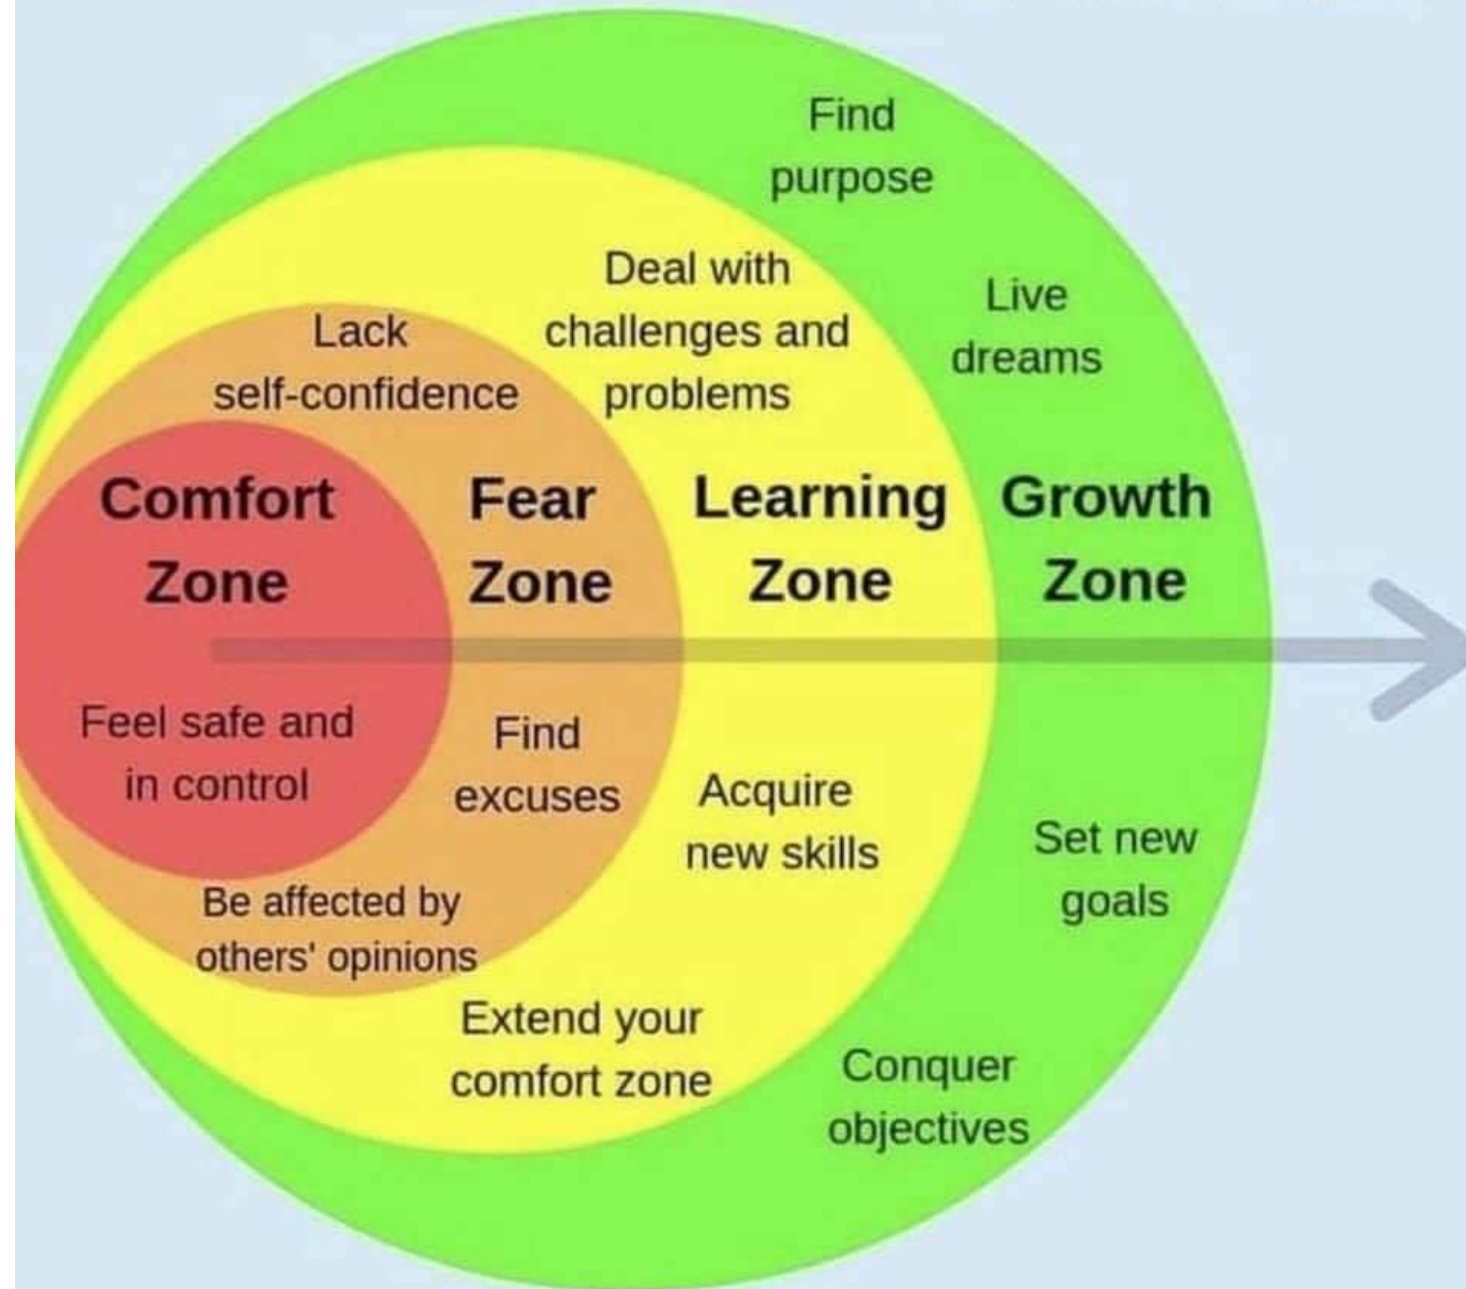 Find
purpose
Live
dreams
Deal with
challenges and
problems
Lack
self-confidence
Comfort
Zone
Fear
Zone
Learning
Zone
Growth
Zone
Feel safe and
in control
Find
excuses
Acquire
new skills
Set new
goals
Be affected by
others' opinions
Extend your
comfort zone
Conquer
objectives